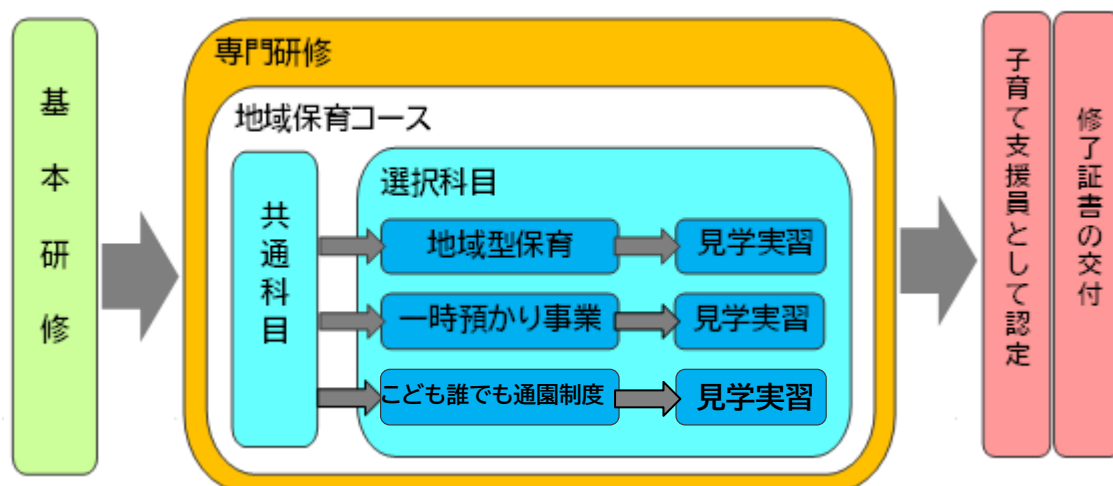 基本研修
専門研修
地域保育コース
共通科目
選択科目
地域型保育
見学実習
一時預かり事業
見学実習
こども誰でも通園制度
見学実習
子育て支援員として認定
修了証書の交付